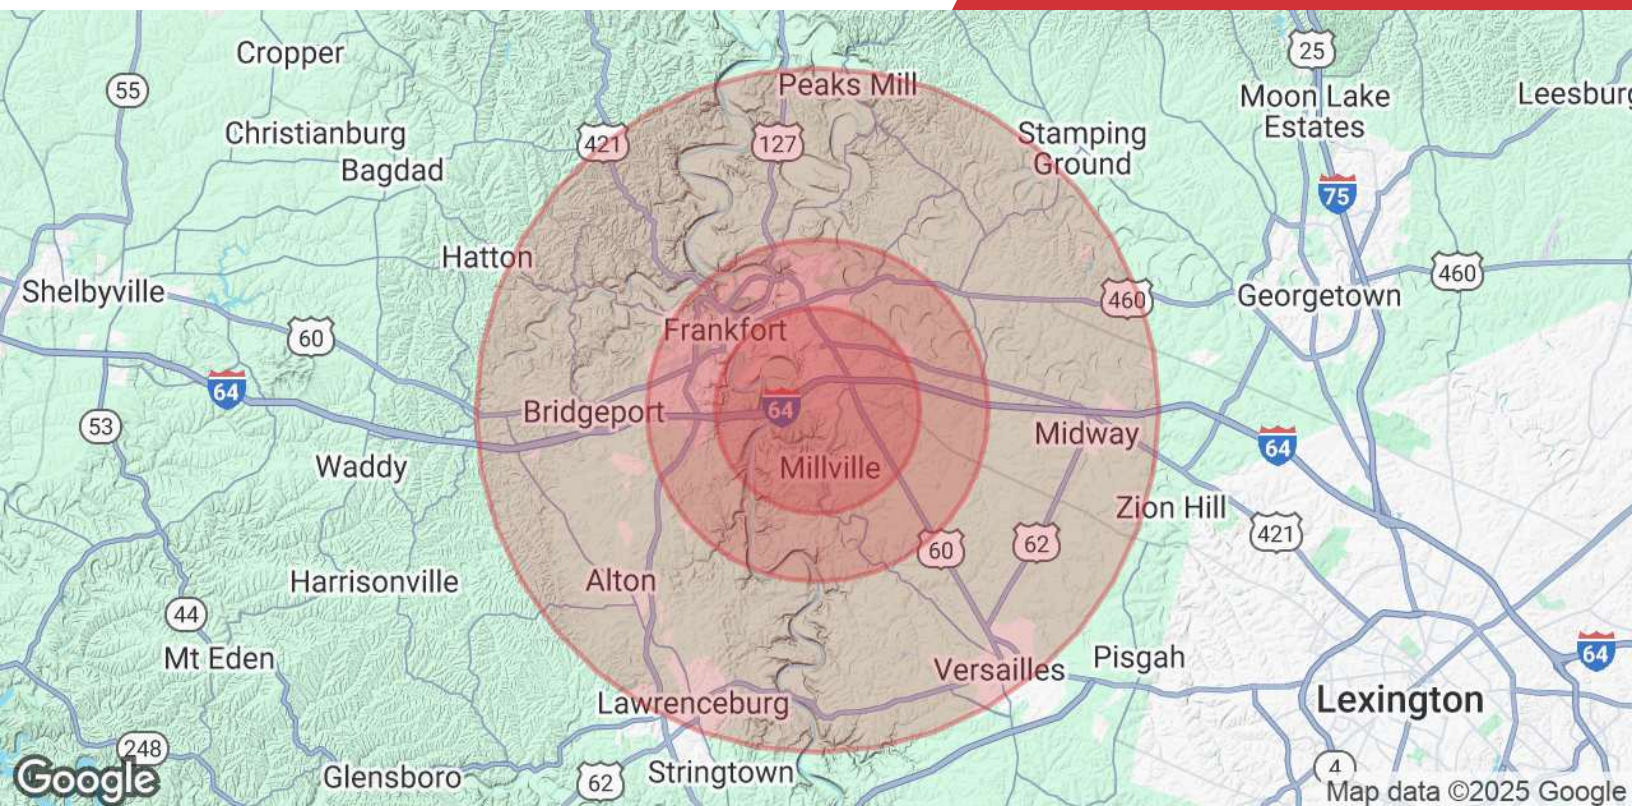 Cropper
25
55
Peaks Mill
Moon Lake
Estates
Christianburg
421
127
Stamping
Ground
Bagdad
75
Hatton
460
Shelbyville
460
Georgetown
60
Frankfort
64
Bridgeport
64
53
Midway
64
Waddy
Millville
Zion Hill
421
60
62
Harrisonville
Alton
44
Mt Eden
Versailles
Pisgah
64
Lawrenceburg
Lexington
248
Google
Glensboro
62
Stringtown
4
Map data ©2025 Google